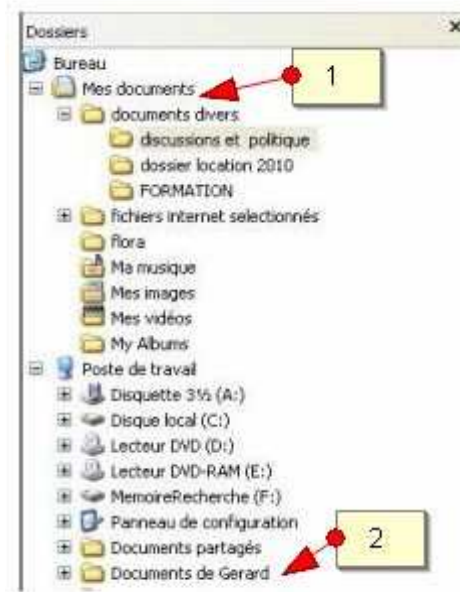 Dossiers
Bureau
Mes documents
1
documents divers
discussions et politique
dossier location 2010
FORMATION
fichiers internet selectionnés
flora
Ma musique
Mes images
Mes vidéos
My Albums
Poste de travail
Disquette 3½ (A:)
Disque local (C:)
Lecteur DVD (D:)
Lecteur DVD-RAM (E:)
MemoireRecherche (F:)
Panneau de configuration
Documents partagés
2
Documents de Gerard